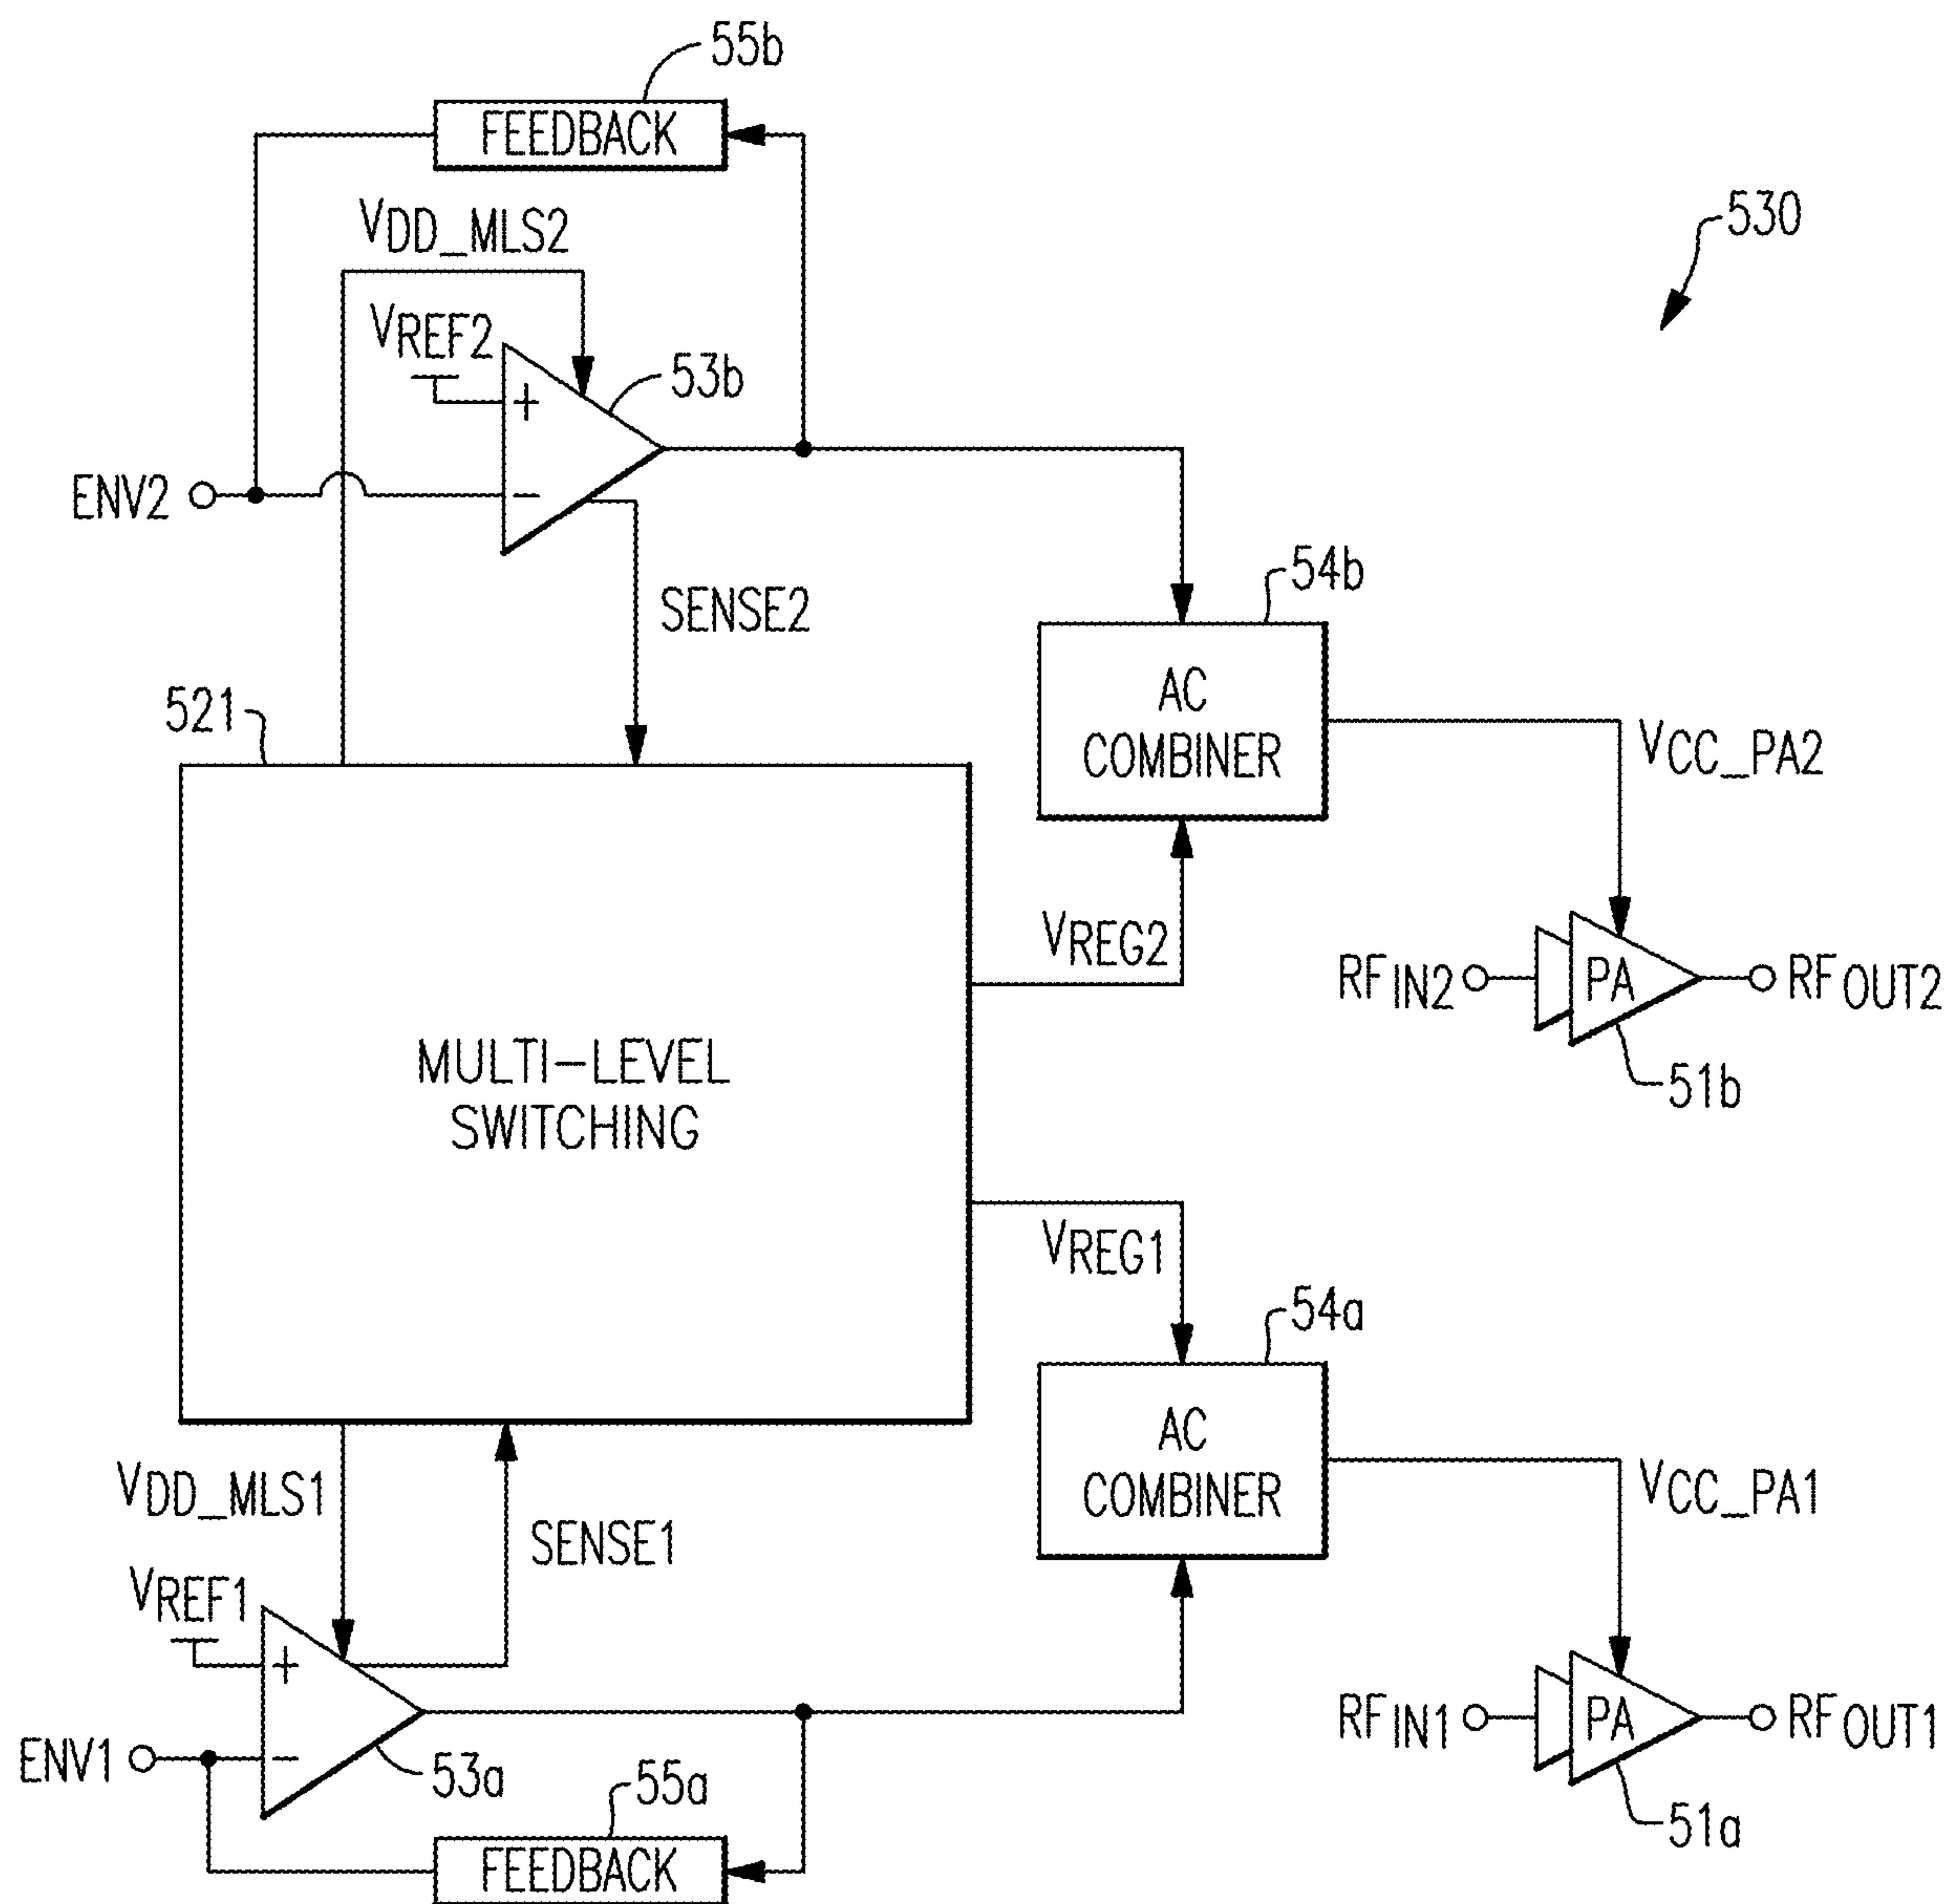 55b
FEEDBACK
VDD_MLS2
530
VREF2
53b
+
ENV2
−
SENSE2
54b
521
AC
COMBINER
VCC_PA2
VREG2
RFIN2
PA
RFOUT2
51b
MULTI-LEVEL
SWITCHING
VREG1
54a
AC
COMBINER
VCC_PA1
VDD_MLS1
SENSE1
VREF1
+
RFIN1
PA
RFOUT1
ENV1
−
53a
55a
51a
FEEDBACK